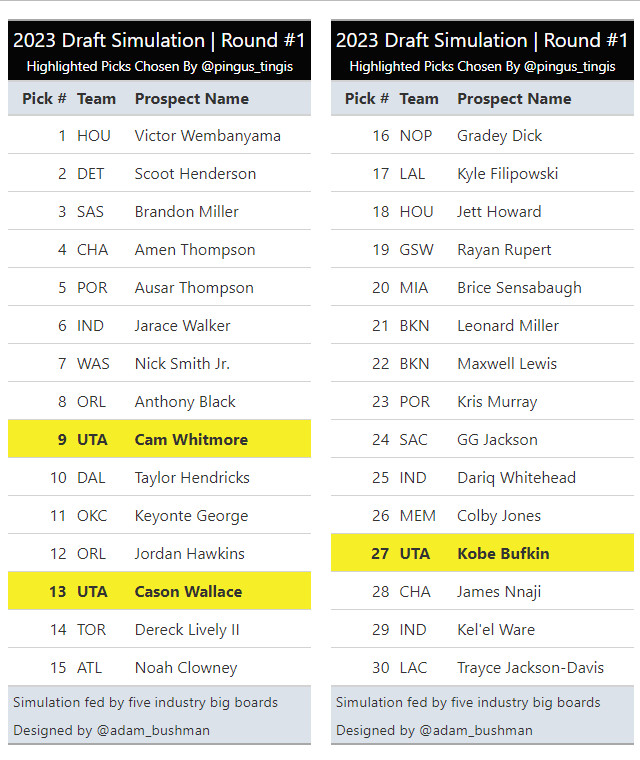 2023 Draft Simulation | Round #1
Highlighted Picks Chosen By @pingus_tingis
Pick # Team Prospect Name
1 HOU Victor Wembanyama
2 DET Scoot Henderson
3 SAS Brandon Miller
4 CHA Amen Thompson
5 POR Ausar Thompson
6 IND Jarace Walker
7 WAS Nick Smith Jr.
8 ORL Anthony Black
9 UTA Cam Whitmore
10 DAL Taylor Hendricks
11 OKC Keyonte George
12 ORL Jordan Hawkins
13 UTA Cason Wallace
14 TOR Dereck Lively II
15 ATL Noah Clowney
Simulation fed by five industry big boards
Designed by @adam_bushman
2023 Draft Simulation | Round #1
Highlighted Picks Chosen By @pingus_tingis
Pick # Team Prospect Name
16 NOP Gradey Dick
17 LAL Kyle Filipowski
18 HOU Jett Howard
19 GSW Rayan Rupert
20 MIA Brice Sensabaugh
21 BKN Leonard Miller
22 BKN Maxwell Lewis
23 POR Kris Murray
24 SAC GG Jackson
25 IND Dariq Whitehead
26 MEM Colby Jones
27 UTA Kobe Bufkin
28 CHA James Nnaji
29 IND Kel'el Ware
30 LAC Trayce Jackson-Davis
Simulation fed by five industry big boards
Designed by @adam_bushman